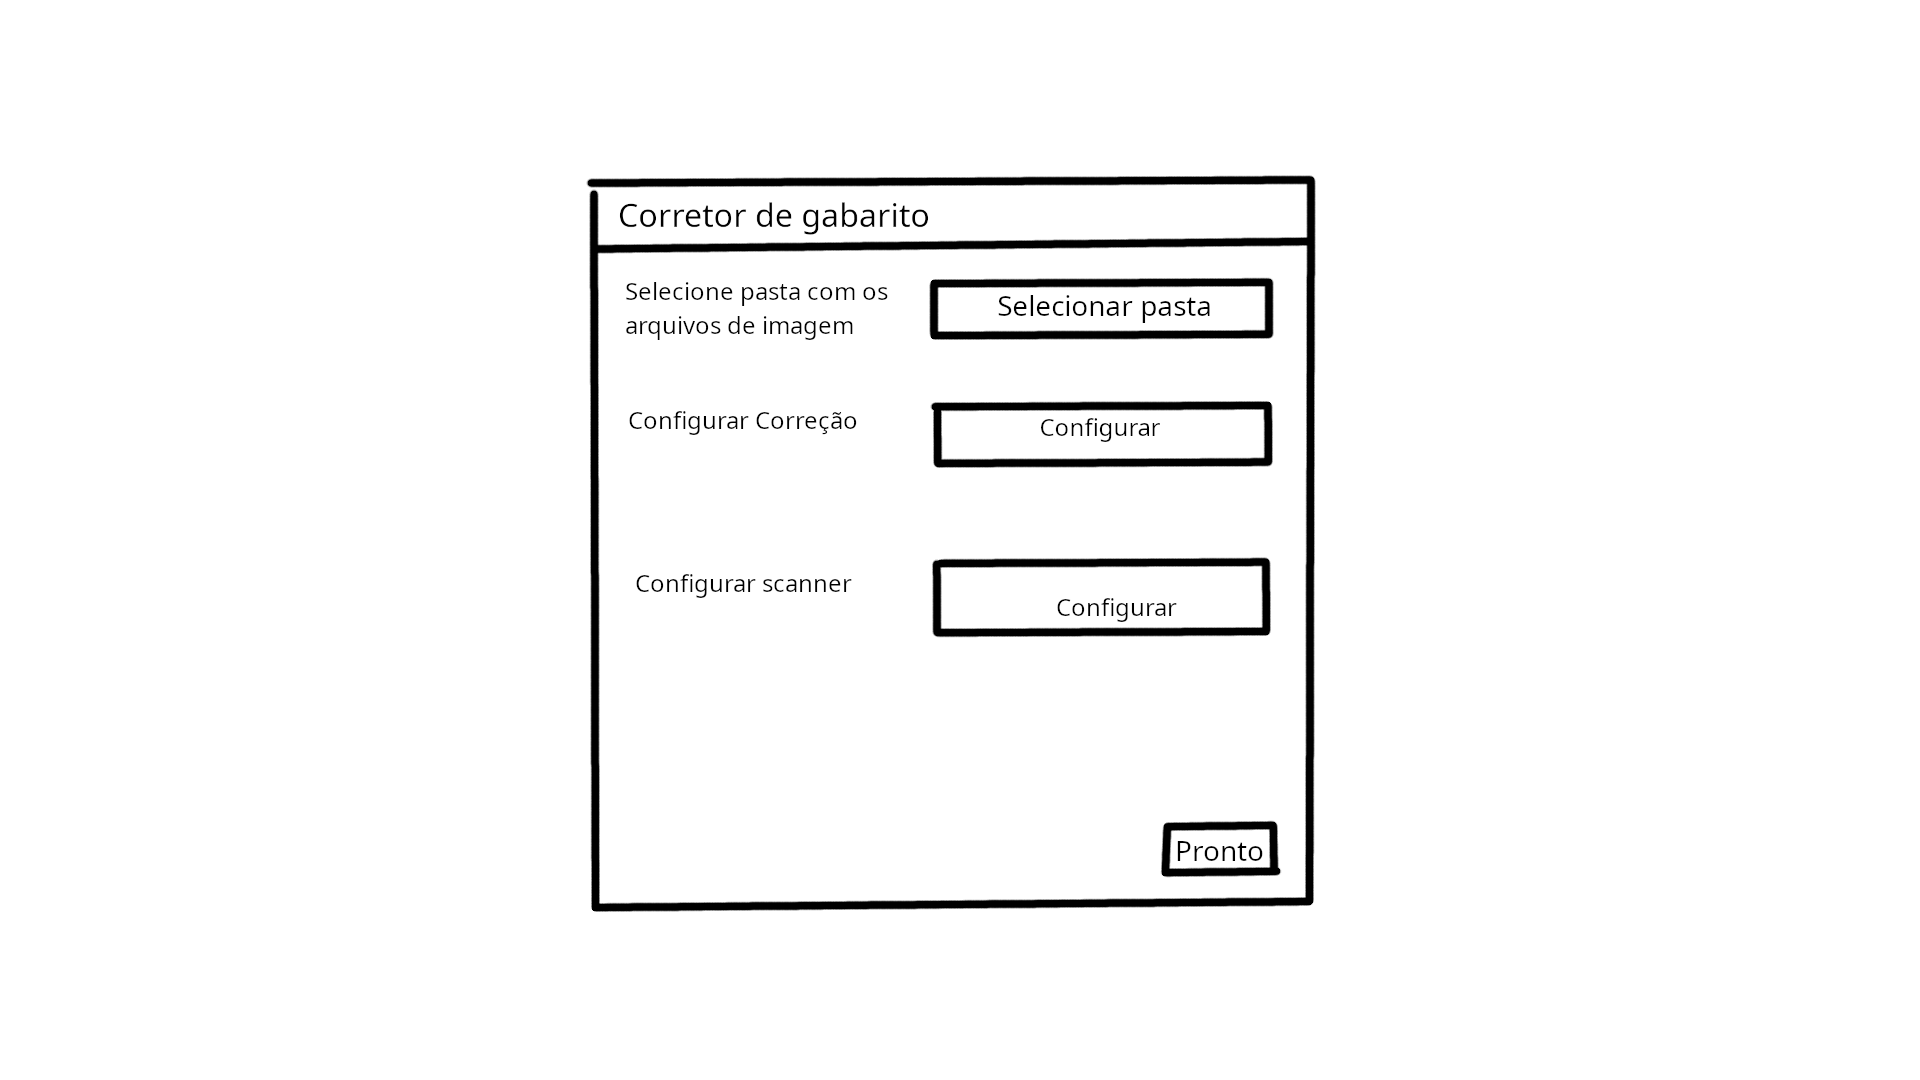 Corretor de gabarito
Selecione pasta com os
arquivos de imagem
Selecionar pasta
Configurar Correção
Configurar
Configurar scanner
Configurar
Pronto